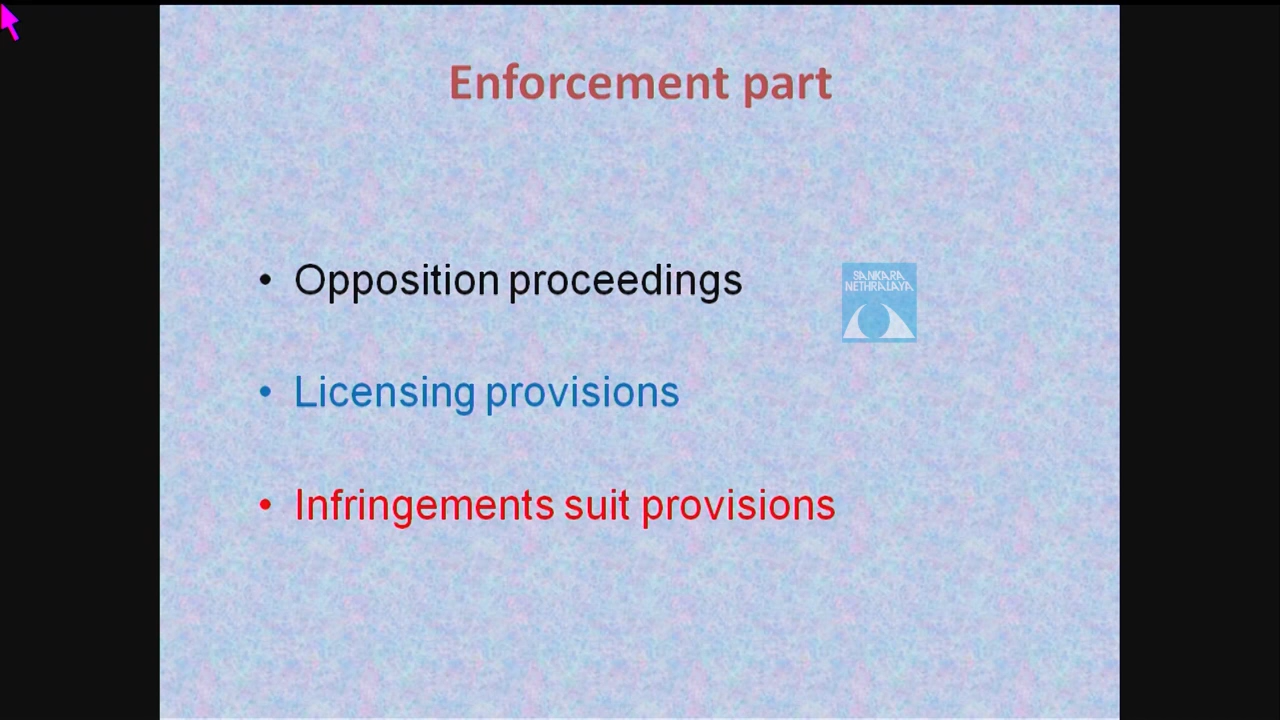 Enforcement part
• Opposition proceedings
SANKARA
NETHRALAYA
• Licensing provisions
• Infringements suit provisions